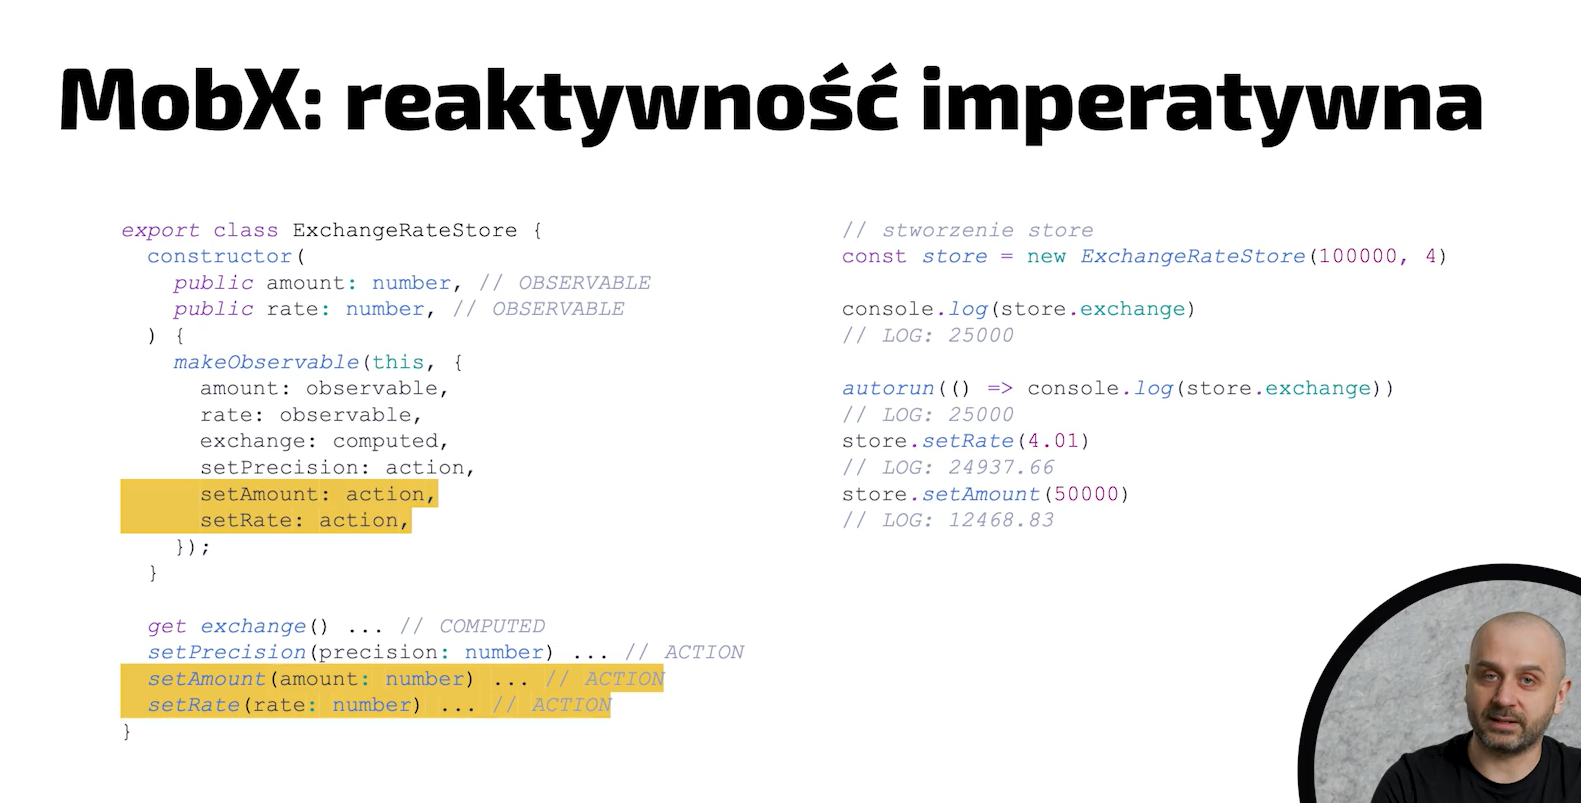 MobX: reaktywność imperatywna
export class ExchangeRateStore {
constructor(
public amount: number, // OBSERVABLE
public rate: number, // OBSERVABLE
) {
makeObservable(this, {
amount: observable,
rate: observable,
exchange: computed,
setPrecision: action,
setAmount: action,
setRate: action,
});
}
get exchange() ... // COMPUTED
setPrecision(precision: number) ... // ACTION
setAmount(amount: number) ... // ACTION
setRate(rate: number) ... // ACTION
}
// stworzenie store
const store = new ExchangeRateStore(100000, 4)
console.log(store.exchange)
// LOG: 25000
autorun(() => console.log(store.exchange))
// LOG: 25000
store.setRate(4.01)
// LOG: 24937.66
store.setAmount(50000)
// LOG: 12468.83